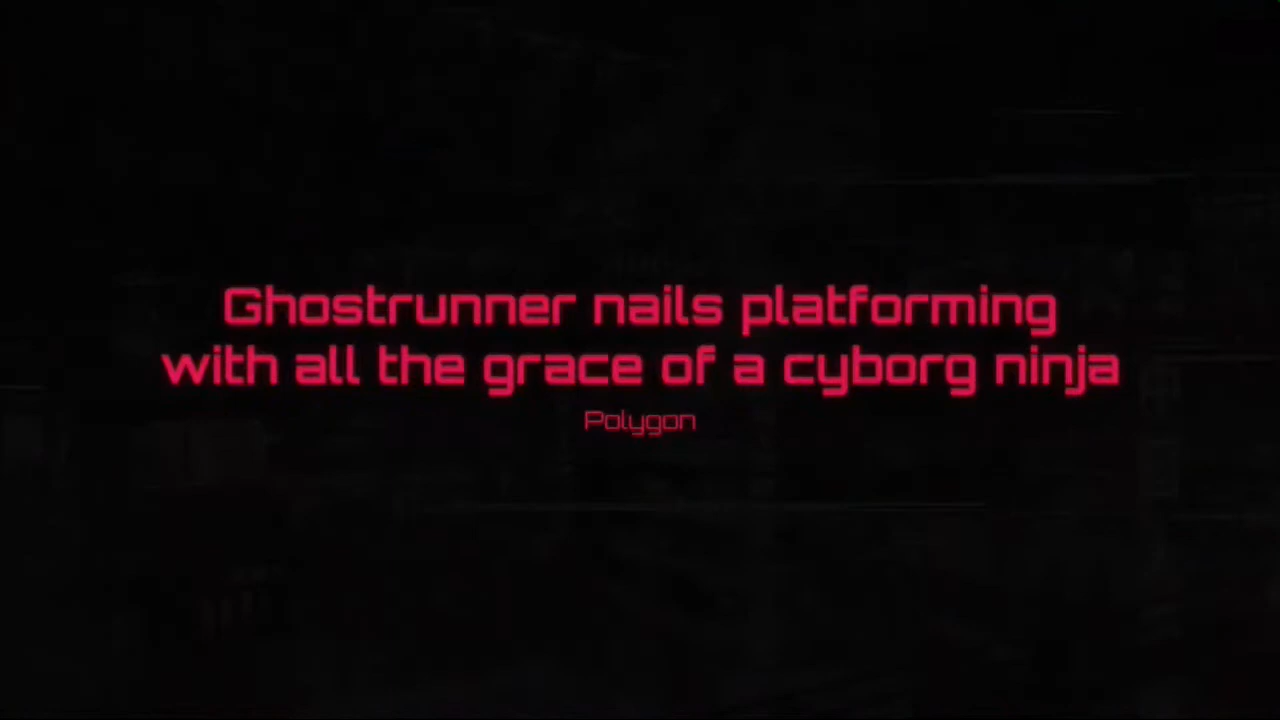 Ghostrunner nails platforming
with all the grace of a cyborg ninja
Polygon